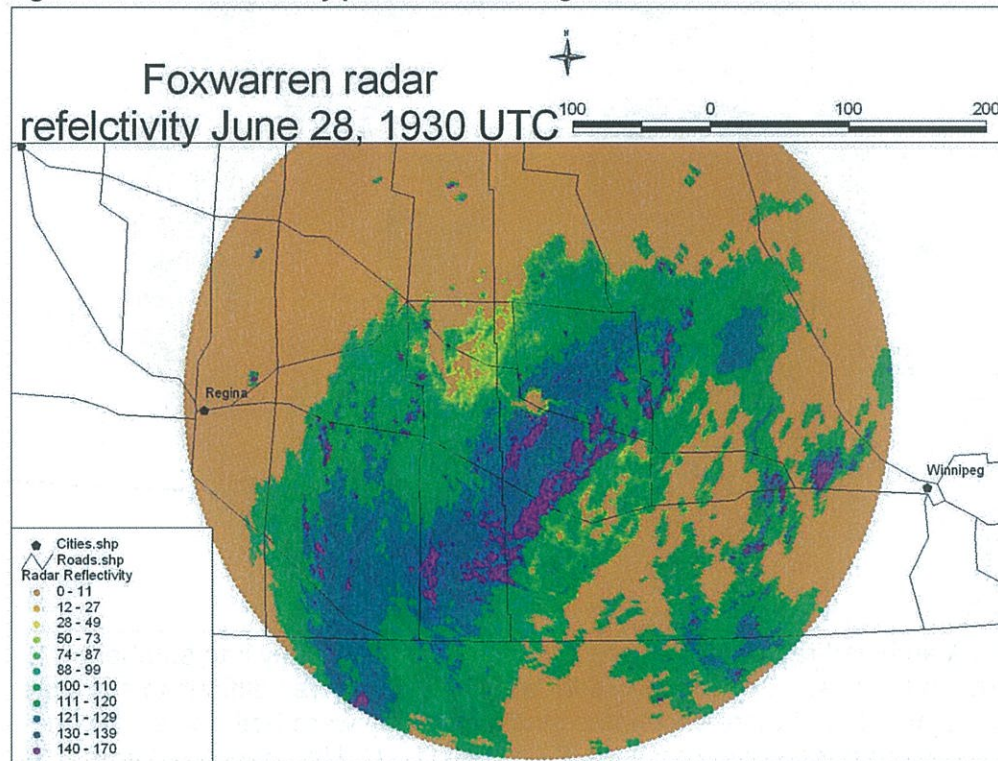 Foxwarren radar
refelctivity June 28, 1930 UTC
N
100 0 100 200
Regina
Winnipeg
Cities.shp
Roads.shp
Radar Reflectivity
0 - 11
12 - 27
28 - 49
50 - 73
74 - 87
88 - 99
100 - 110
111 - 120
121 - 129
130 - 139
140 - 170